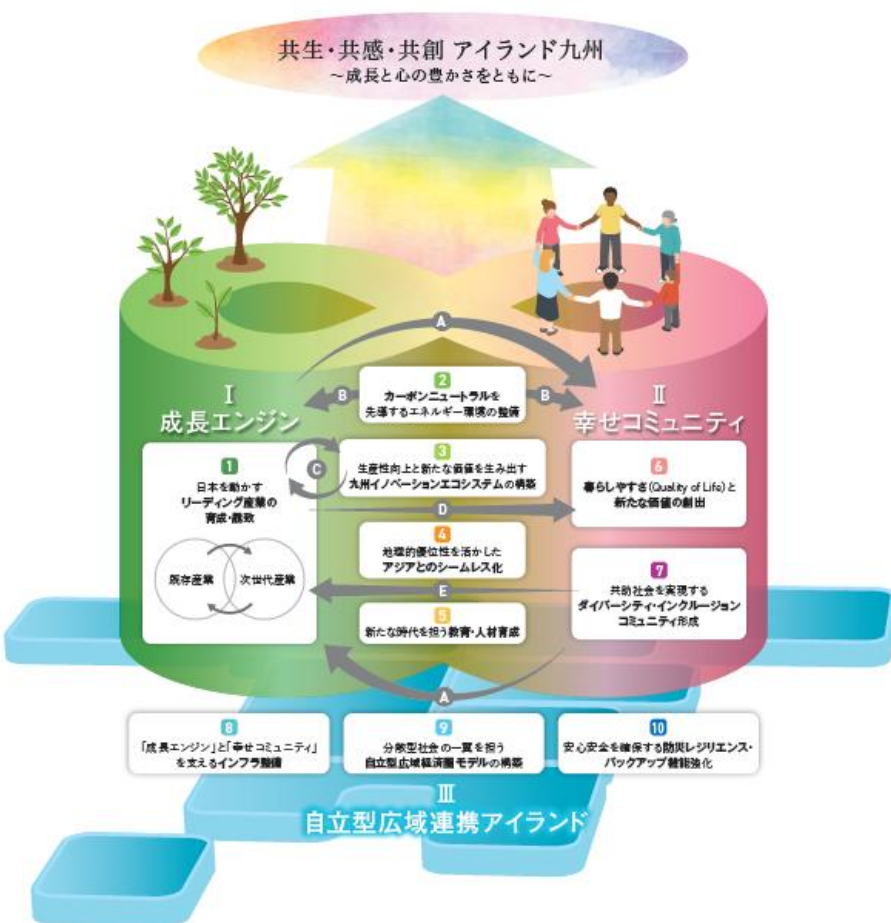 共生・共感・共創 アイランド九州
～成長と心の豊かさをともに～
A
Ⅰ
成長エンジン
Ⅱ
幸せコミュニティ
B
2
カーボンニュートラルを
先導するエネルギー環境の整備
B
1
日本を動かす
リーディング産業の
育成・誘致
既存産業
次世代産業
C
3
生産性向上と新たな価値を生み出す
九州イノベーションエコシステムの構築
D
4
地理的優位性を活かした
アジアとのシームレス化
E
5
新たな時代を担う教育・人材育成
6
暮らしやすさ(Quality of Life)と
新たな価値の創出
7
共助社会を実現する
ダイバーシティ・インクルージョン
コミュニティ形成
A
8
「成長エンジン」と「幸せコミュニティ」
を支えるインフラ整備
9
分散型社会の一翼を担う
自立型広域経済圏モデルの構築
10
安心安全を確保する防災レジリエンス・
バックアップ機能強化
Ⅲ
自立型広域連携アイランド